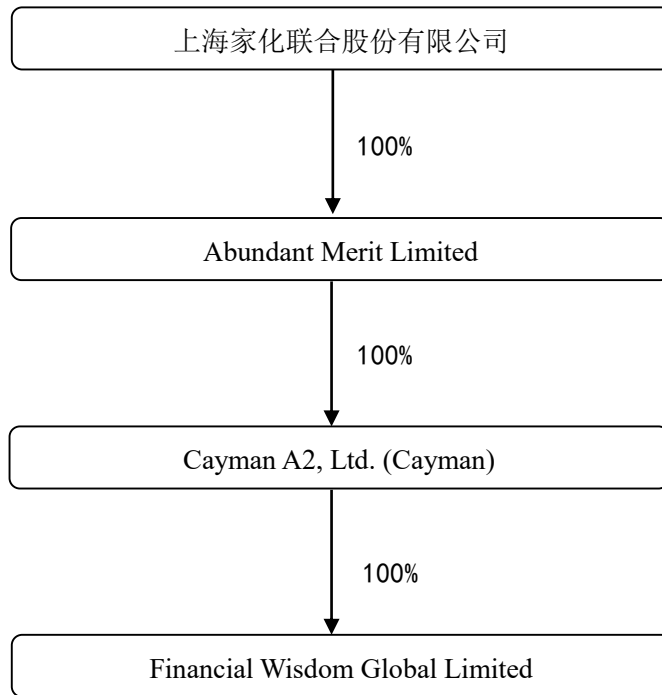 上海家化联合股份有限公司
100%
Abundant Merit Limited
100%
Cayman A2, Ltd. (Cayman)
100%
Financial Wisdom Global Limited